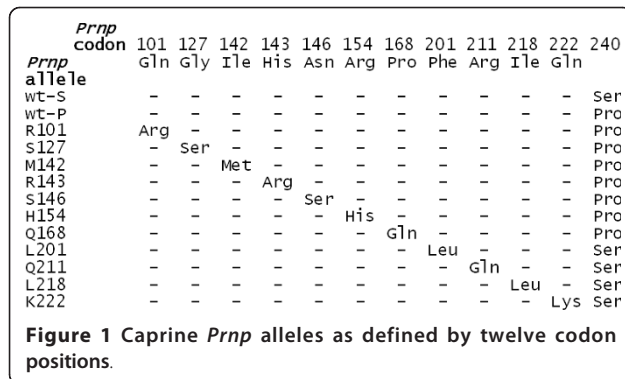 Prnp
codon 101 127 142 143 146 154 168 201 211 218 222 240
Prnp Gln Gly Ile His Asn Arg Pro Phe Arg Ile Gln
allele
wt-S - - - - - - - - - - - Ser
wt-P - - - - - - - - - - - Pro
R101 Arg - - - - - - - - - - Pro
S127 - Ser - - - - - - - - - Pro
M142 - - Met - - - - - - - - Pro
R143 - - - Arg - - - - - - - Pro
S146 - - - - Ser - - - - - - Pro
H154 - - - - - His - - - - - Pro
Q168 - - - - - - Gln - - - - Pro
L201 - - - - - - - Leu - - - Ser
Q211 - - - - - - - - Gln - - Ser
L218 - - - - - - - - - Leu - Ser
K222 - - - - - - - - - - Lys Ser
Figure 1 Caprine Prnp alleles as defined by twelve codon
positions.